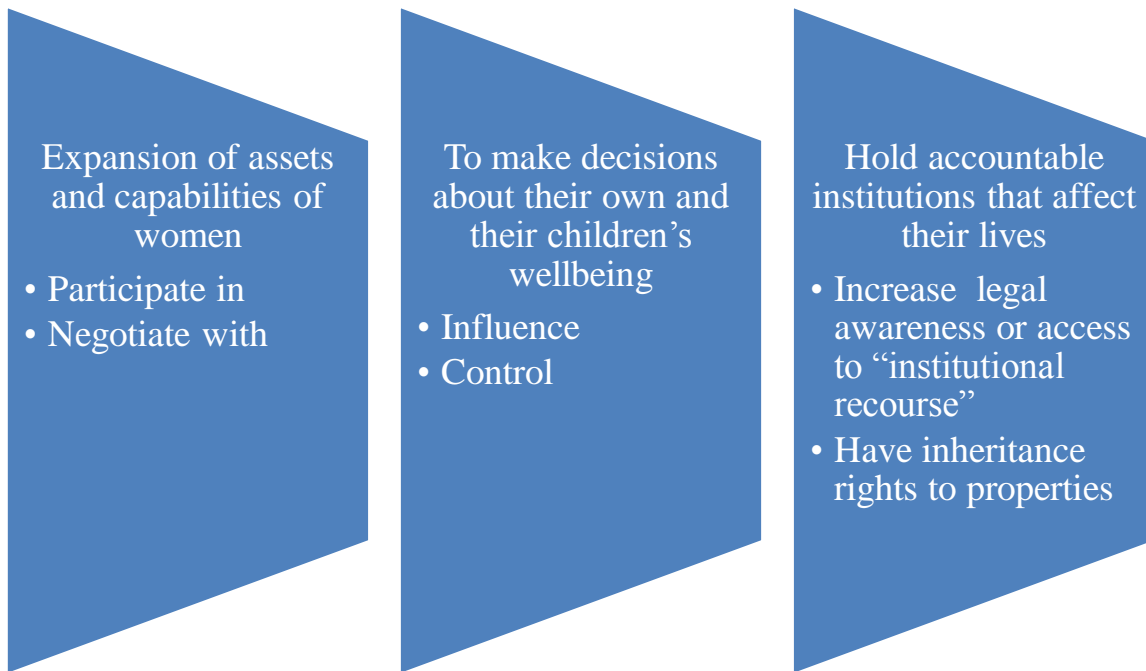 Expansion of assets
and capabilities of
women
• Participate in
• Negotiate with
To make decisions
about their own and
their children’s
wellbeing
• Influence
• Control
Hold accountable
institutions that affect
their lives
• Increase  legal
awareness or access
to “institutional
recourse”
• Have inheritance
rights to properties